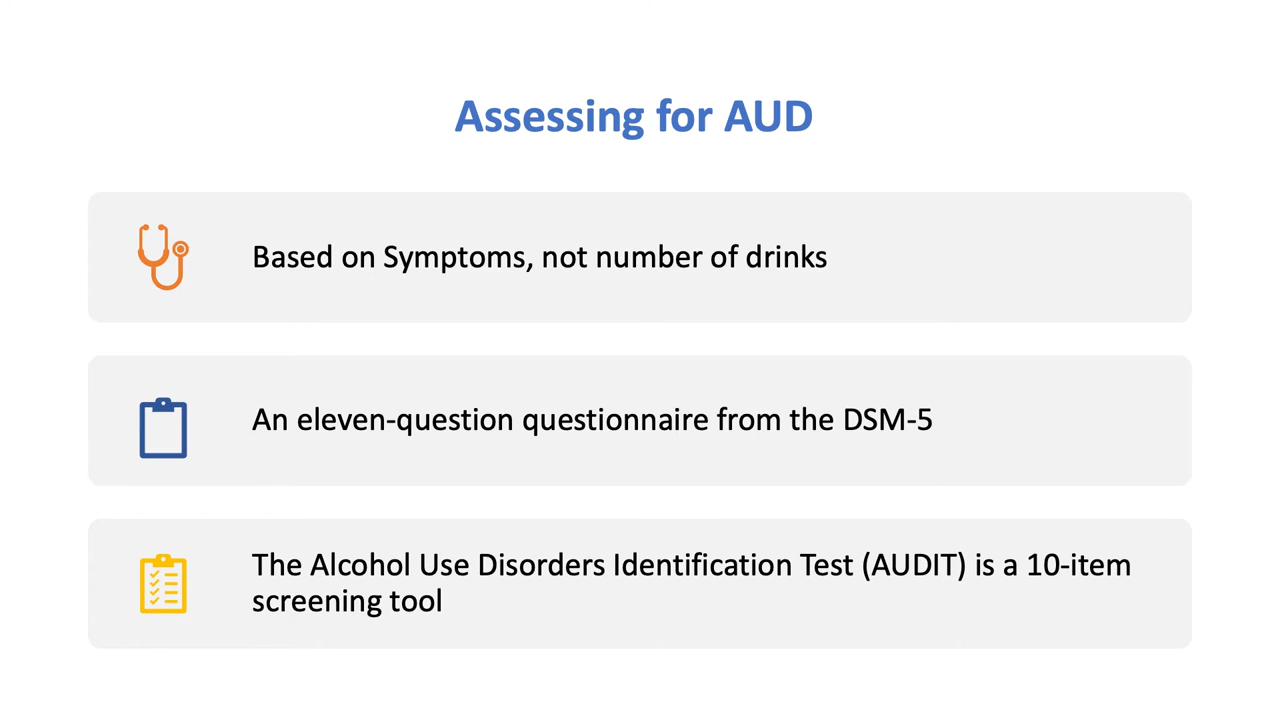 Assessing for AUD
Based on Symptoms, not number of drinks
An eleven-question questionnaire from the DSM-5
The Alcohol Use Disorders Identification Test (AUDIT) is a 10-item
screening tool